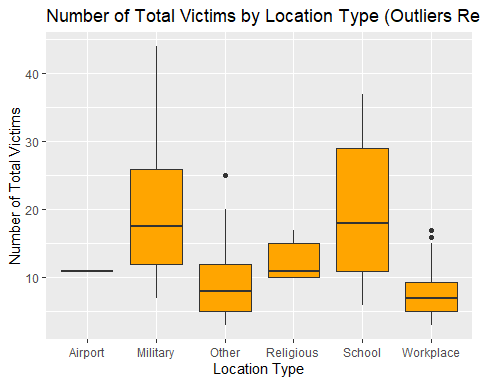 Number of Total Victims by Location Type (Outliers Re
Number of Total Victims
40
30
20
10
Airport Military Other Religious School Workplace
Location Type